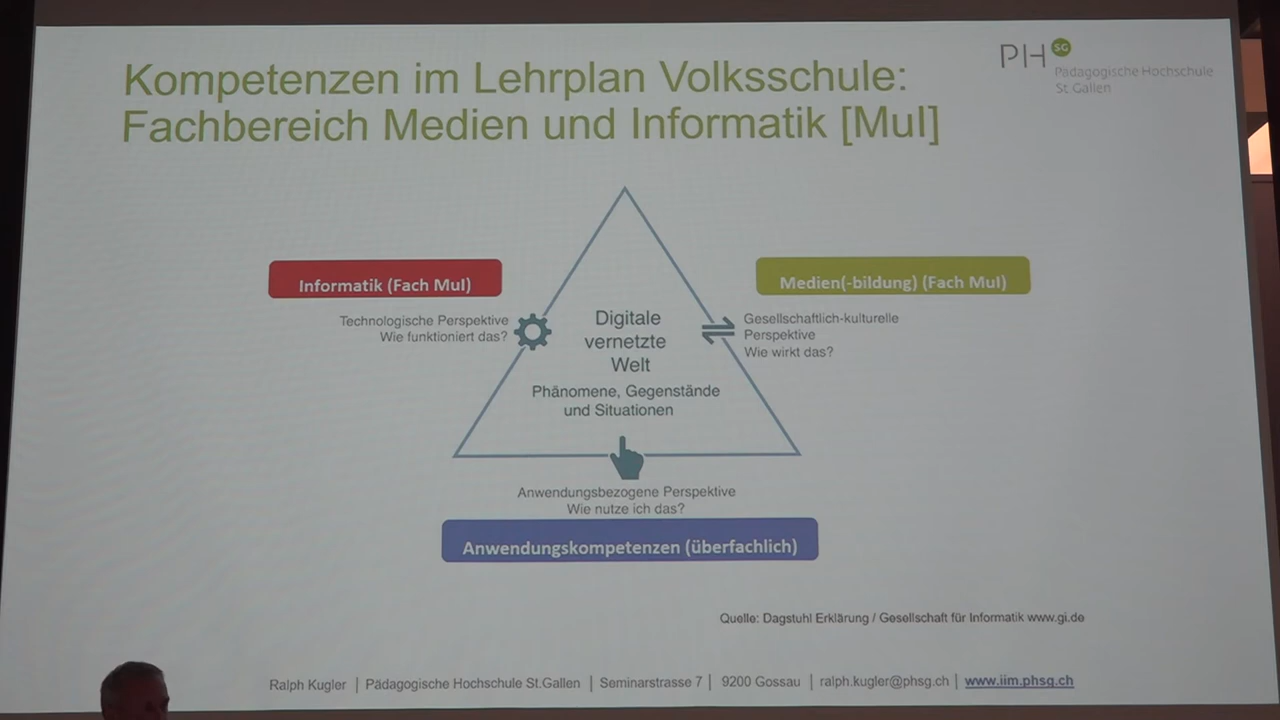 Kompetenzen im Lehrplan Volksschule:
Fachbereich Medien und Informatik [MuI]
PH SG
Pädagogische Hochschule
St.Gallen
Informatik (Fach MuI)
Technologische Perspektive
Wie funktioniert das?
Medien(-bildung) (Fach MuI)
Gesellschaftlich-kulturelle
Perspektive
Wie wirkt das?
Digitale
vernetzte
Welt
Phänomene, Gegenstände
und Situationen
Anwendungsbezogene Perspektive
Wie nutze ich das?
Anwendungskompetenzen (überfachlich)
Quelle: Dagstuhl Erklärung / Gesellschaft für Informatik www.gi.de
Ralph Kugler | Pädagogische Hochschule St.Gallen | Seminarstrasse 7 | 9200 Gossau | ralph.kugler@phsg.ch | www.iim.phsg.ch